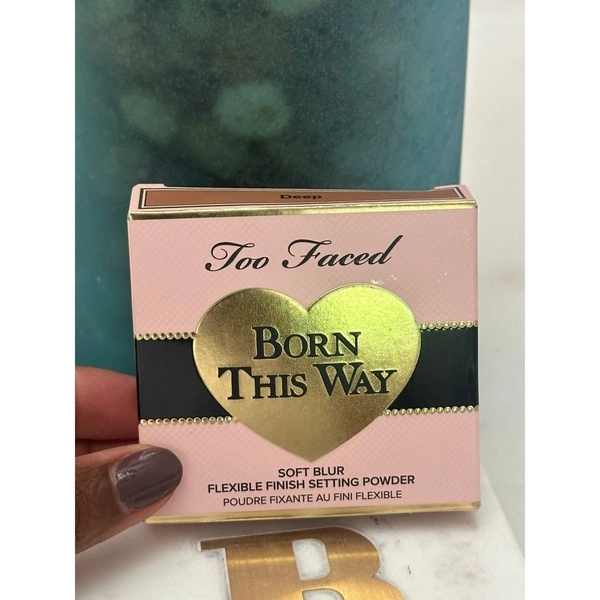 Deep
Too Faced
BORN
THIS WAY
SOFT BLUR
FLEXIBLE FINISH SETTING POWDER
POUDRE FIXANTE AU FINI FLEXIBLE
B